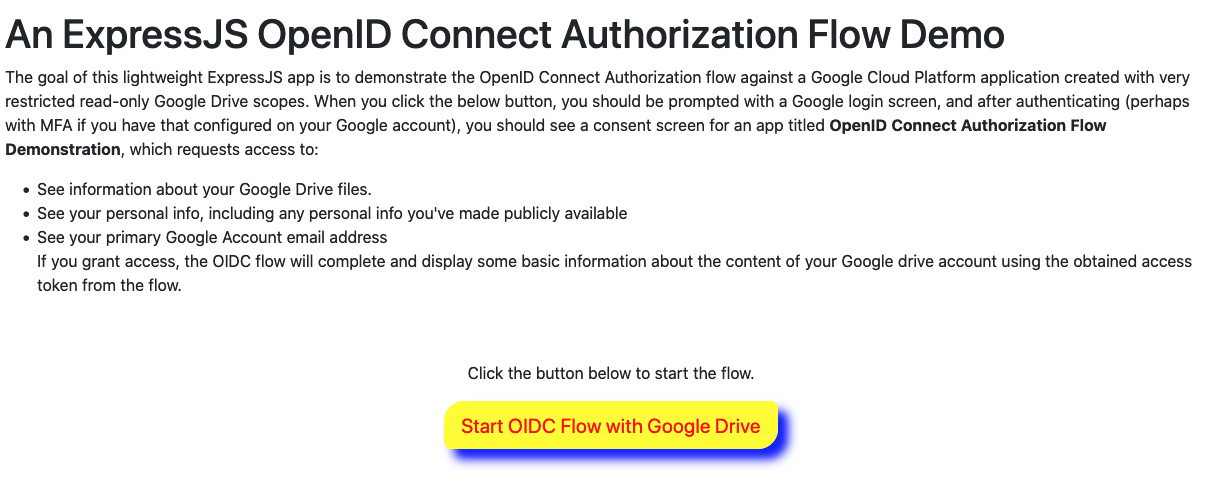 An ExpressJS OpenID Connect Authorization Flow Demo
The goal of this lightweight ExpressJS app is to demonstrate the OpenID Connect Authorization flow against a Google Cloud Platform application created with very
restricted read-only Google Drive scopes. When you click the below button, you should be prompted with a Google login screen, and after authenticating (perhaps
with MFA if you have that configured on your Google account), you should see a consent screen for an app titled OpenID Connect Authorization Flow
Demonstration, which requests access to:
• See information about your Google Drive files.
• See your personal info, including any personal info you've made publicly available
• See your primary Google Account email address
If you grant access, the OIDC flow will complete and display some basic information about the content of your Google drive account using the obtained access
token from the flow.
Click the button below to start the flow.
Start OIDC Flow with Google Drive